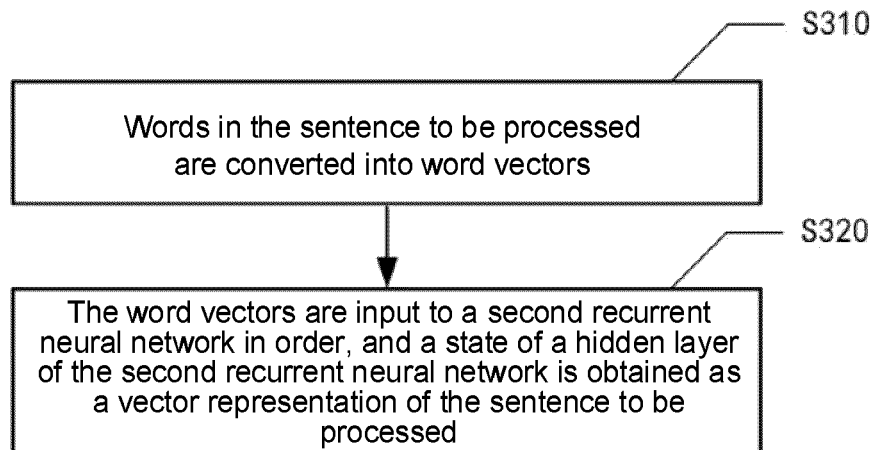 S310
Words in the sentence to be processed
are converted into word vectors
S320
The word vectors are input to a second recurrent
neural network in order, and a state of a hidden layer
of the second recurrent neural network is obtained as
a vector representation of the sentence to be
processed